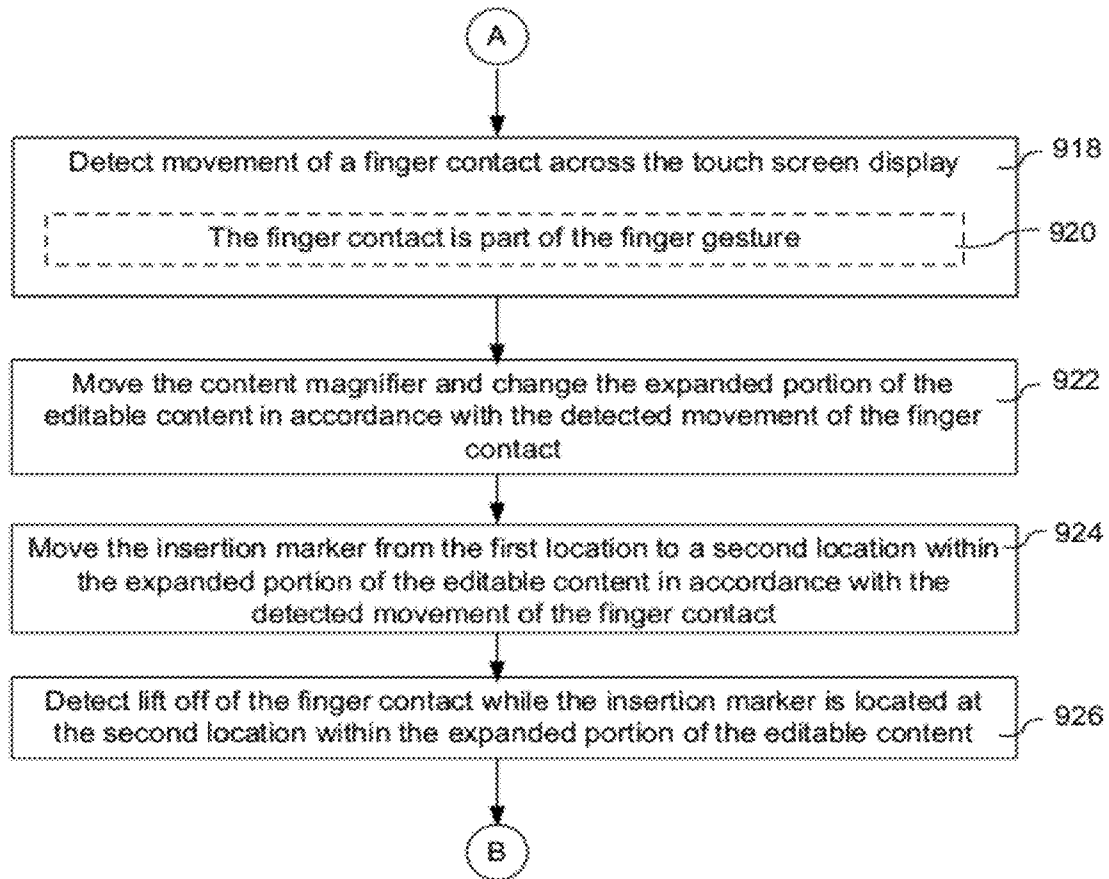 A
Detect movement of a finger contact across the touch screen display
918
The finger contact is part of the finger gesture
920
Move the content magnifier and change the expanded portion of the
editable content in accordance with the detected movement of the finger
contact
922
Move the insertion marker from the first location to a second location within
the expanded portion of the editable content in accordance with the
detected movement of the finger contact
924
Detect lift off of the finger contact while the insertion marker is located at
the second location within the expanded portion of the editable content
926
B